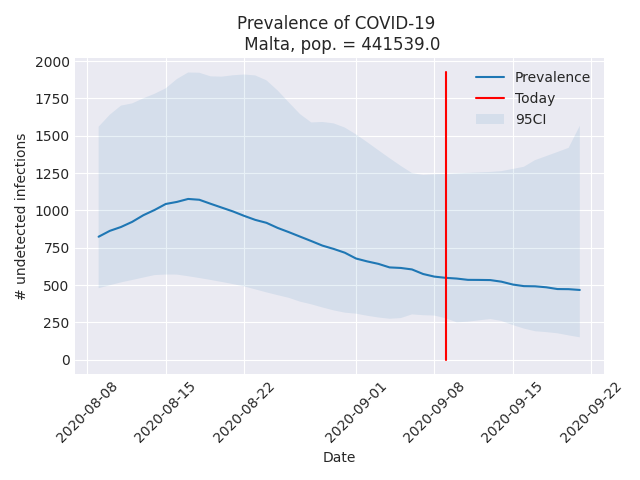 Prevalence of COVID-19
Malta, pop. = 441539.0
Prevalence
Today
95CI
# undetected infections
2000
1750
1500
1250
1000
750
500
250
0
2020-08-08
2020-08-15
2020-08-22
2020-09-01
2020-09-08
2020-09-15
2020-09-22
Date